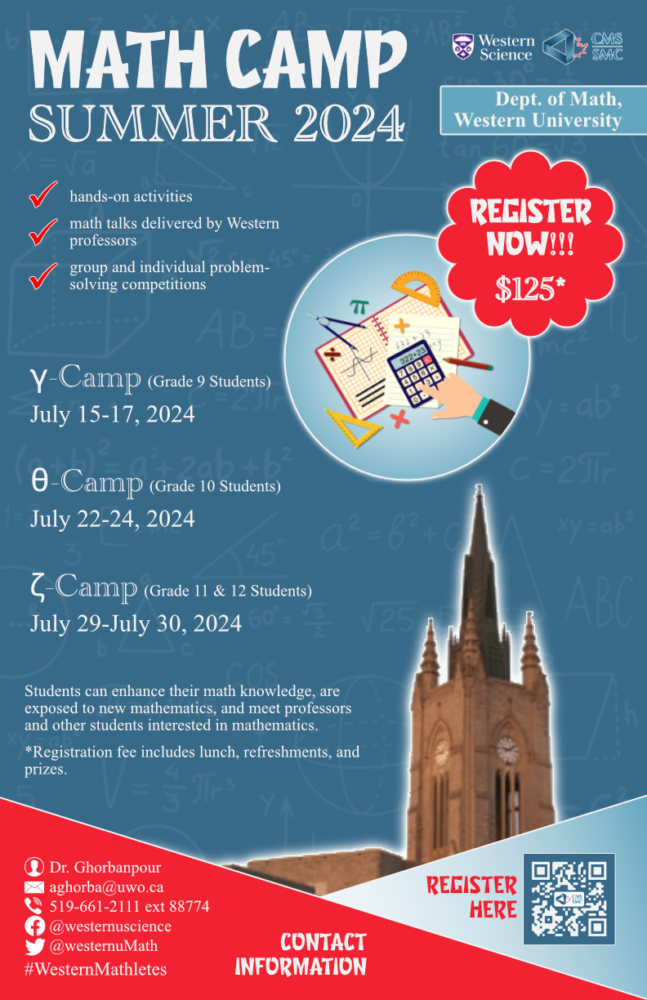 MATH CAMP
SUMMER 2024
Western
Science
CMS
SMC
Dept. of Math,
Western University
hands-on activities
math talks delivered by Western
professors
group and individual problem-
solving competitions
REGISTER
NOW!!!
$125*
γ-Camp (Grade 9 Students)
July 15-17, 2024
θ-Camp (Grade 10 Students)
July 22-24, 2024
ζ-Camp (Grade 11 & 12 Students)
July 29-July 30, 2024
Students can enhance their math knowledge, are
exposed to new mathematics, and meet professors
and other students interested in mathematics.
*Registration fee includes lunch, refreshments, and
prizes.
Dr. Ghorbanpour
aghorba@uwo.ca
519-661-2111 ext 88774
@westernuscience
@westernuMath
#WesternMathletes
CONTACT
INFORMATION
REGISTER
HERE
CMS
SMC